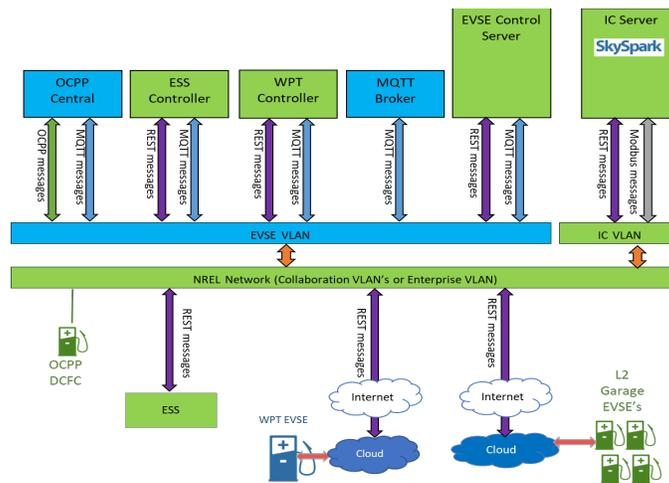 OCPP
Central
ESS
Controller
WPT
Controller
MQTT
Broker
EVSE Control
Server
IC Server
SkySpark
OCPP messages
MQTT messages
REST messages
MQTT messages
REST messages
MQTT messages
MQTT messages
REST messages
MQTT messages
REST messages
Modbus messages
EVSE VLAN
IC VLAN
NREL Network (Collaboration VLAN's or Enterprise VLAN)
OCPP
DCFC
REST messages
ESS
REST messages
Internet
WPT EVSE
Cloud
REST messages
Internet
Cloud
L2
Garage
EVSE's